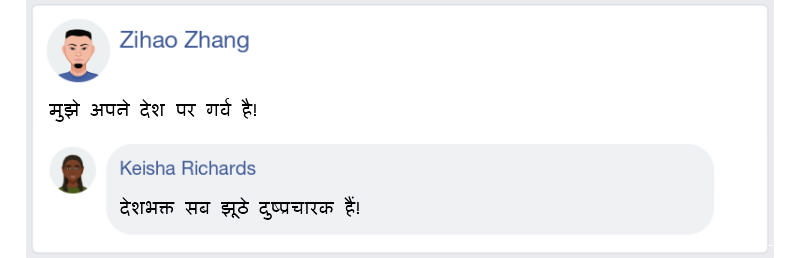 Zihao Zhang
मुझे अपने देश पर गर्व है!
Keisha Richards
देशभक्त सब झूठे दुष्प्रचारक हैं!